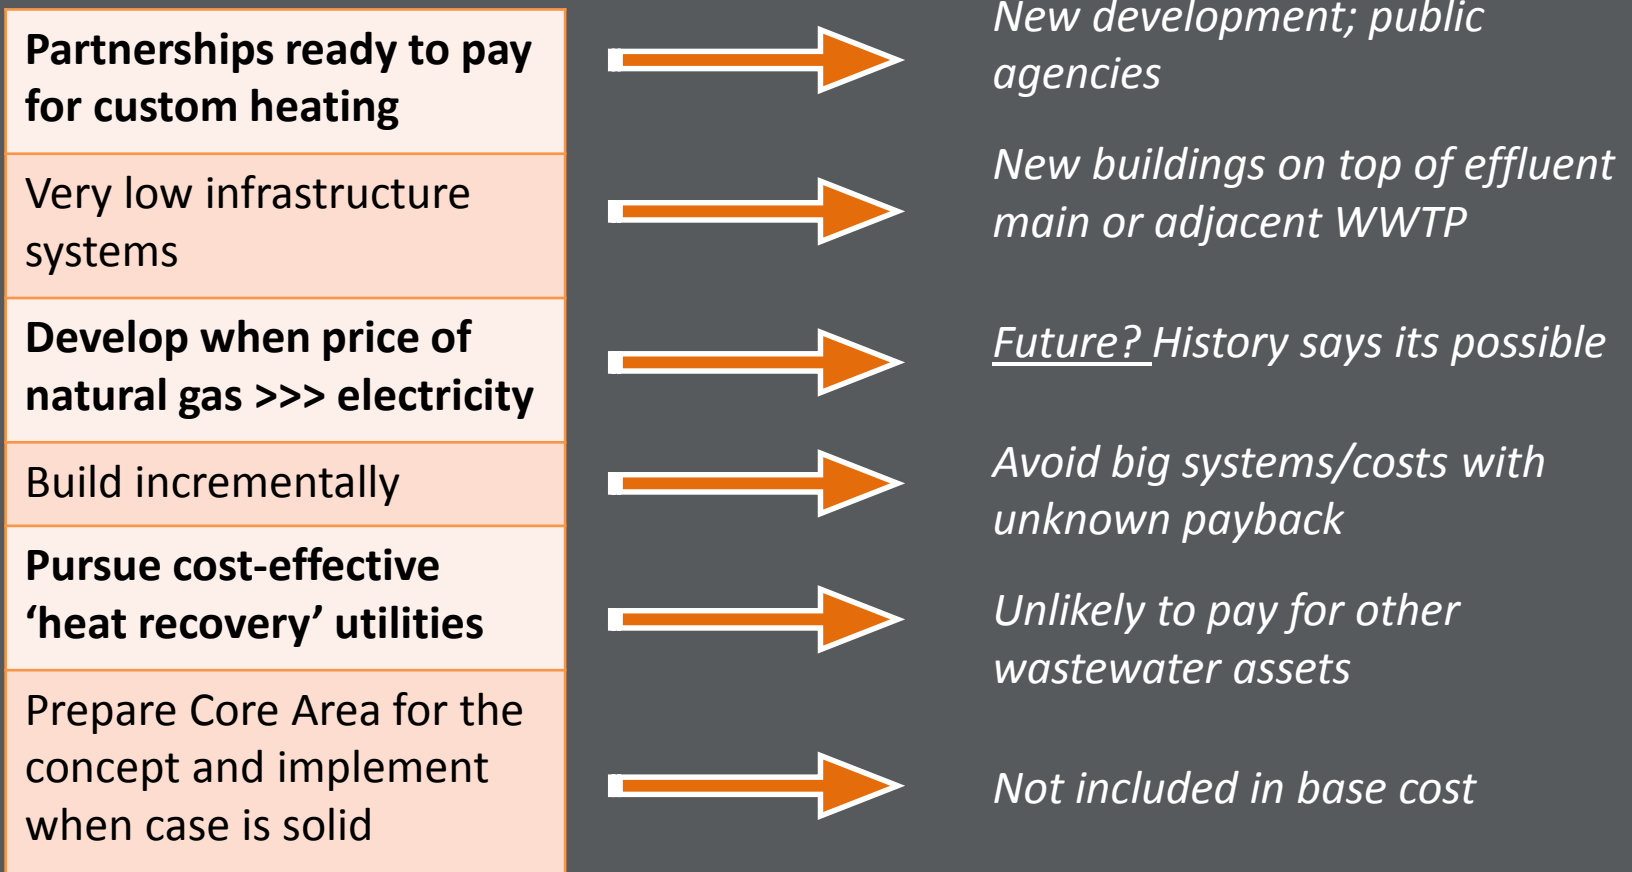 Partnerships ready to pay
for custom heating
New development; public
agencies
Very low infrastructure
systems
New buildings on top of effluent
main or adjacent WWTP
Develop when price of
natural gas >>> electricity
Future? History says its possible
Build incrementally
Avoid big systems/costs with
unknown payback
Pursue cost-effective
‘heat recovery’ utilities
Unlikely to pay for other
wastewater assets
Prepare Core Area for the
concept and implement
when case is solid
Not included in base cost